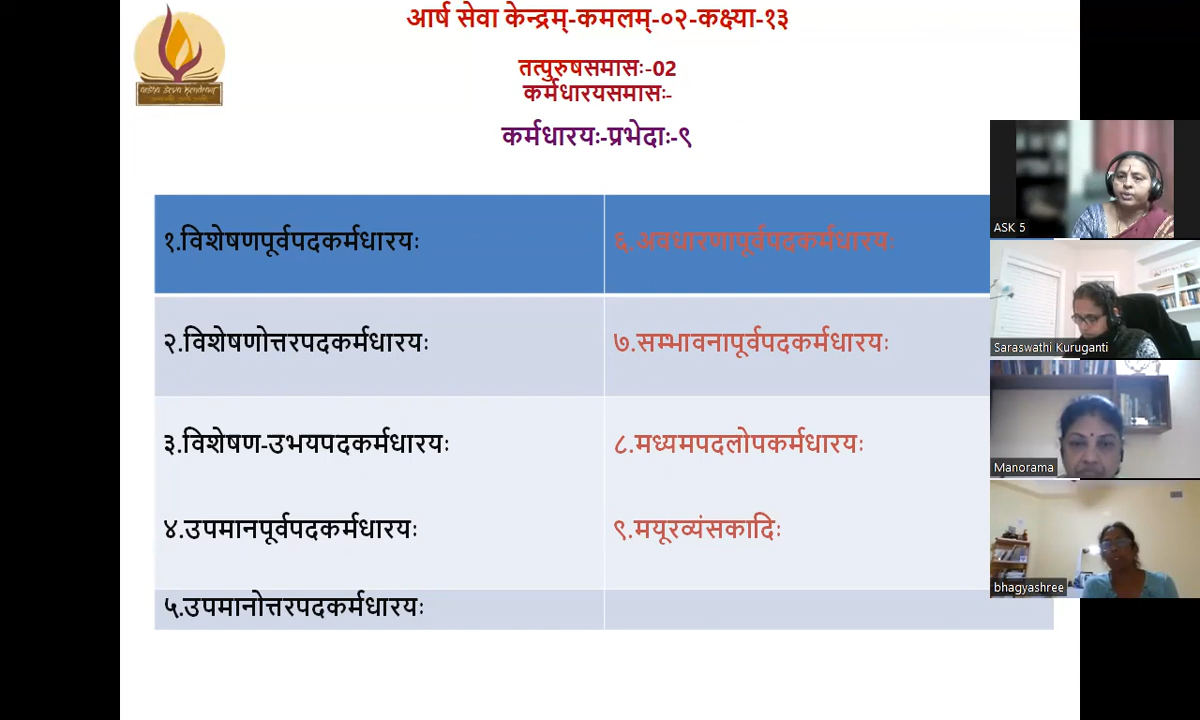 आर्ष सेवा केन्द्रम्-कमलम्-०२-कक्ष्या-१३
तत्पुरुषसमासः-02
कर्मधारयसमासः-
कर्मधारयः-प्रभेदाः-९
१.विशेषणपूर्वपदकर्मधारयः
६.अवधारणापूर्वपदकर्मधारयः
२.विशेषणोत्तरपदकर्मधारयः
७.सम्भावनापूर्वपदकर्मधारयः
३.विशेषण-उभयपदकर्मधारयः
८.मध्यमपदलोपकर्मधारयः
४.उपमानपूर्वपदकर्मधारयः
९.मयूरव्यंसकादिः
५.उपमानोत्तरपदकर्मधारयः
ASK 5
Saraswathi Kuruganti
Manorama
bhagyashree